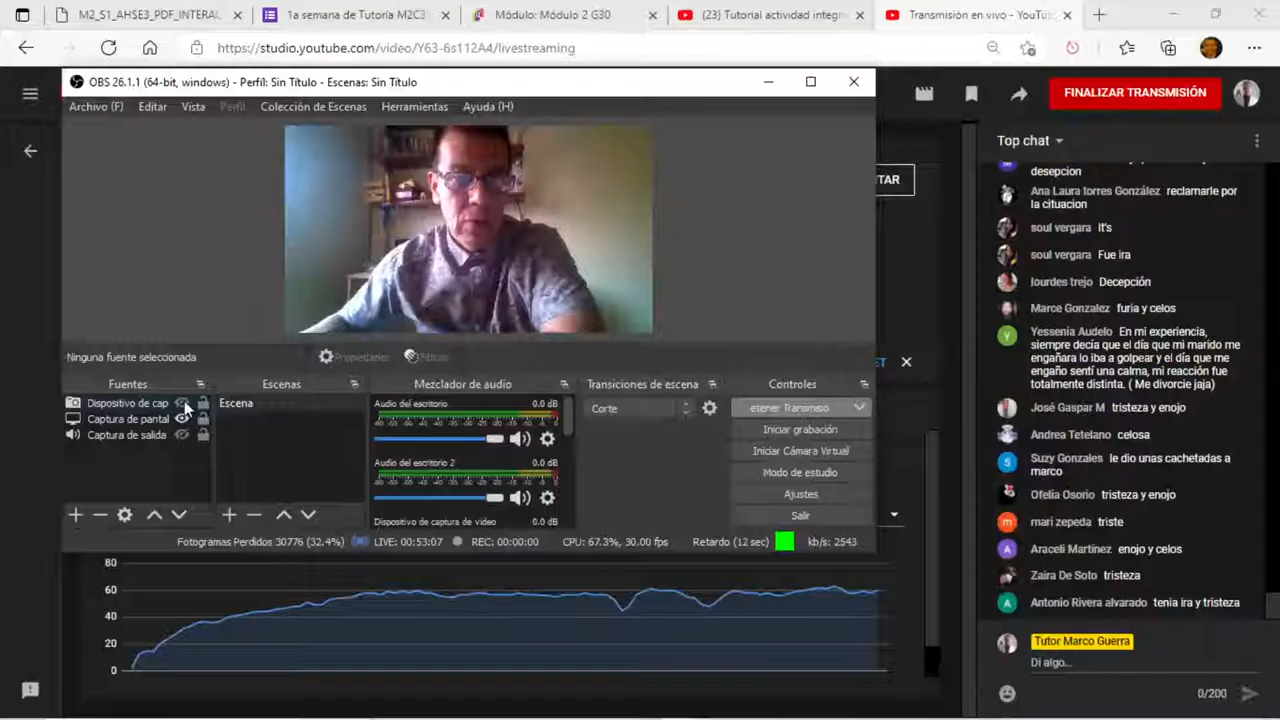 M2_S1_AHSE3_PDF_INTERA
1a semana de Tutoría M2C3
Módulo: Módulo 2 G30
(23) Tutorial actividad integr
Transmisión en vivo - YouTu
https://studio.youtube.com/video/Y63-6s112A4/livestreaming
OBS 26.1.1 (64-bit, windows) - Perfil: Sin Título - Escenas: Sin Título
Archivo (F)
Editar
Vista
Perfil
Colección de Escenas
Herramientas
Ayuda (H)
FINALIZAR TRANSMISIÓN
TAR
ET
Ninguna fuente seleccionada
Propiedades
Filtros
Fuentes
Escenas
Mezclador de audio
Transiciones de escena
Controles
Dispositivo de cap
Captura de pantal
Captura de salida
Escena
Audio del escritorio
0.0 dB
Audio del escritorio 2
0.0 dB
Dispositivo de captura de video
0.0 dB
Corte
etener Transmisió
Iniciar grabación
Iniciar Cámara Virtual
Modo de estudio
Ajustes
Salir
Fotogramas Perdidos 30776 (32.4%)
LIVE: 00:53:07
REC: 00:00:00
CPU: 67.3%, 30.00 fps
Retardo (12 sec)
kb/s: 2543
80
60
40
20
0
Top chat
desepcion
Ana Laura torres González reclamarle por
la cituacion
soul vergara It's
soul vergara Fue ira
lourdes trejo Decepción
Marce Gonzalez furia y celos
Yessenia Audelo En mi experiencia,
siempre decía que el día que mi marido me
engañara lo iba a golpear y el día que me
engaño sentí una calma, mi reacción fue
totalmente distinta. ( Me divorcie jaja)
José Gaspar M tristeza y enojo
Andrea Tetelano celosa
Suzy Gonzales le dio unas cachetadas a
marco
Ofelia Osorio tristeza y enojo
mari zepeda triste
Araceli Martínez enojo y celos
Zaira De Soto tristeza
Antonio Rivera alvarado tenia ira y tristeza
Tutor Marco Guerra
Di algo...
0/200